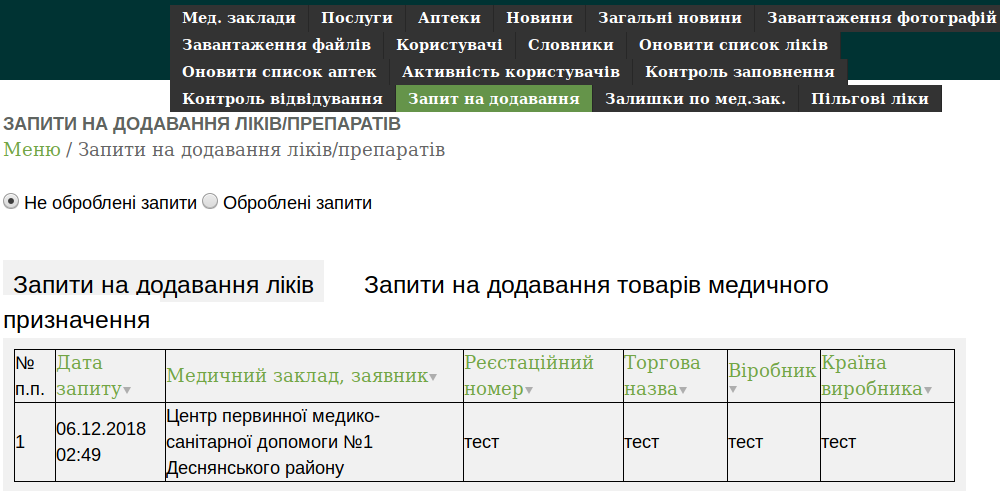 Мед. заклади Послуги Аптеки Новини Загальні новини Завантаження фотографій
Завантаження файлів Користувачі Словники Оновити список ліків
Оновити список аптек Активність користувачів Контроль заповнення
Контроль відвідування Запит на додавання Залишки по мед.зак. Пільгові ліки
ЗАПИТИ НА ДОДАВАННЯ ЛІКІВ/ПРЕПАРАТІВ
Меню / Запити на додавання ліків/препаратів
Не оброблені запити Оброблені запити
Запити на додавання ліків Запити на додавання товарів медичного
призначення
№ п.п.
Дата запиту▼
Медичний заклад, заявник▼
Реєстаційний номер▼
Торгова назва▼
Віробник▼
Країна виробника▼
1
06.12.2018
02:49
Центр первинної медико-
санітарної допомоги №1
Деснянського району
тест
тест
тест
тест